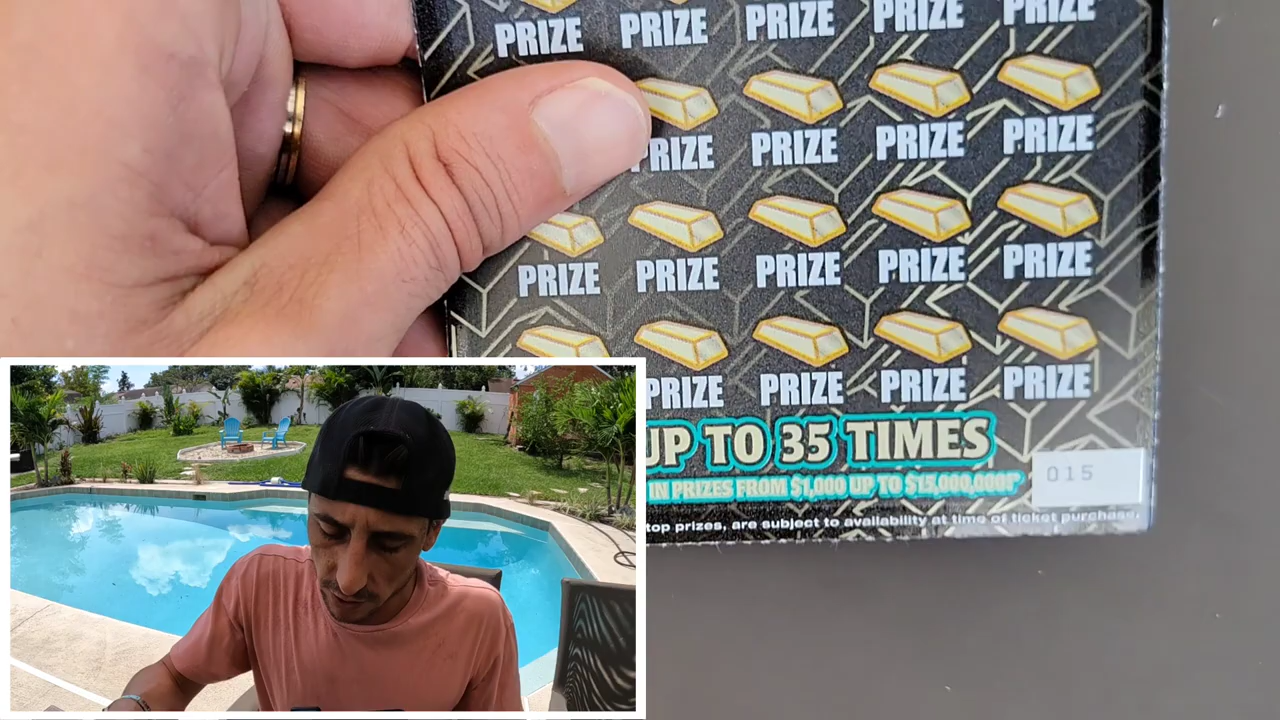 PRIZE PRIZE PRIZE PRIZE PRIZE
PRIZE PRIZE PRIZE PRIZE
PRIZE PRIZE PRIZE PRIZE PRIZE
PRIZE PRIZE PRIZE PRIZE
UP TO 35 TIMES
IN PRIZES FROM $1,000 UP TO $15,000,000!*
015
top prizes, are subject to availability at time of ticket purchase.